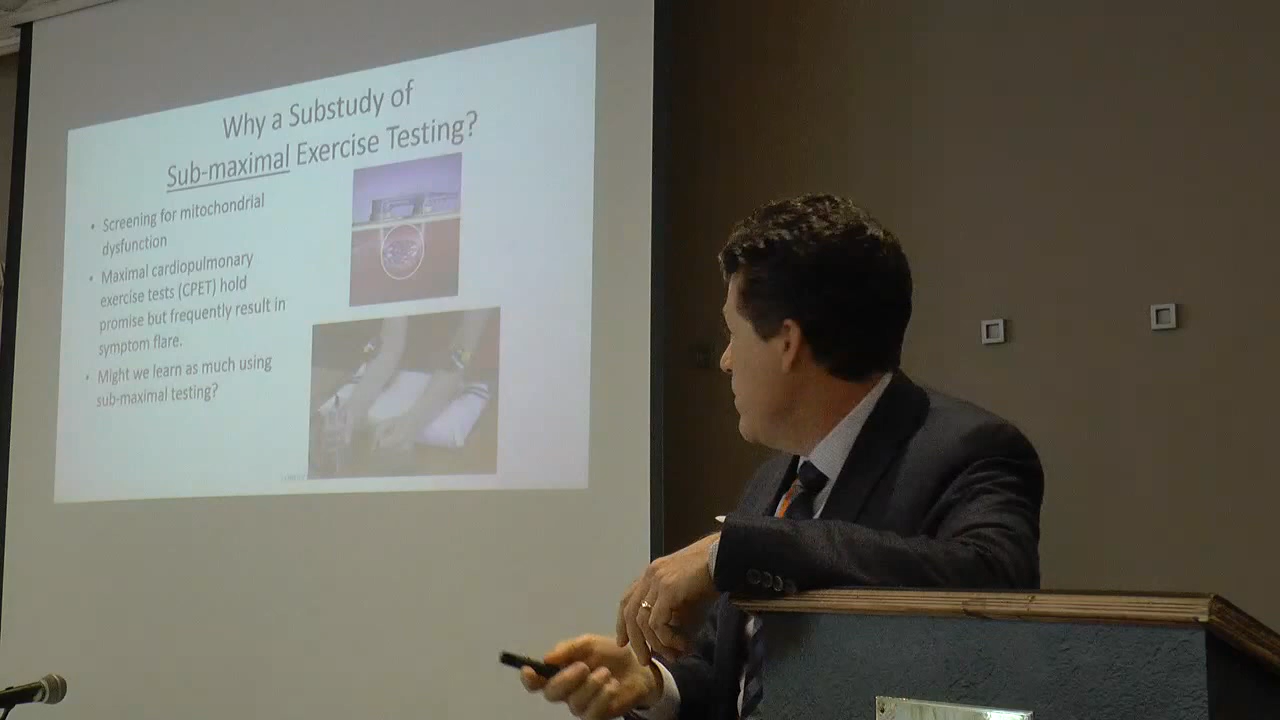 Why a Substudy of
Sub-maximal Exercise Testing?
• Screening for mitochondrial
dysfunction
• Maximal cardiopulmonary
exercise tests (CPET) hold
promise but frequently result in
symptom flare.
• Might we learn as much using
sub-maximal testing?